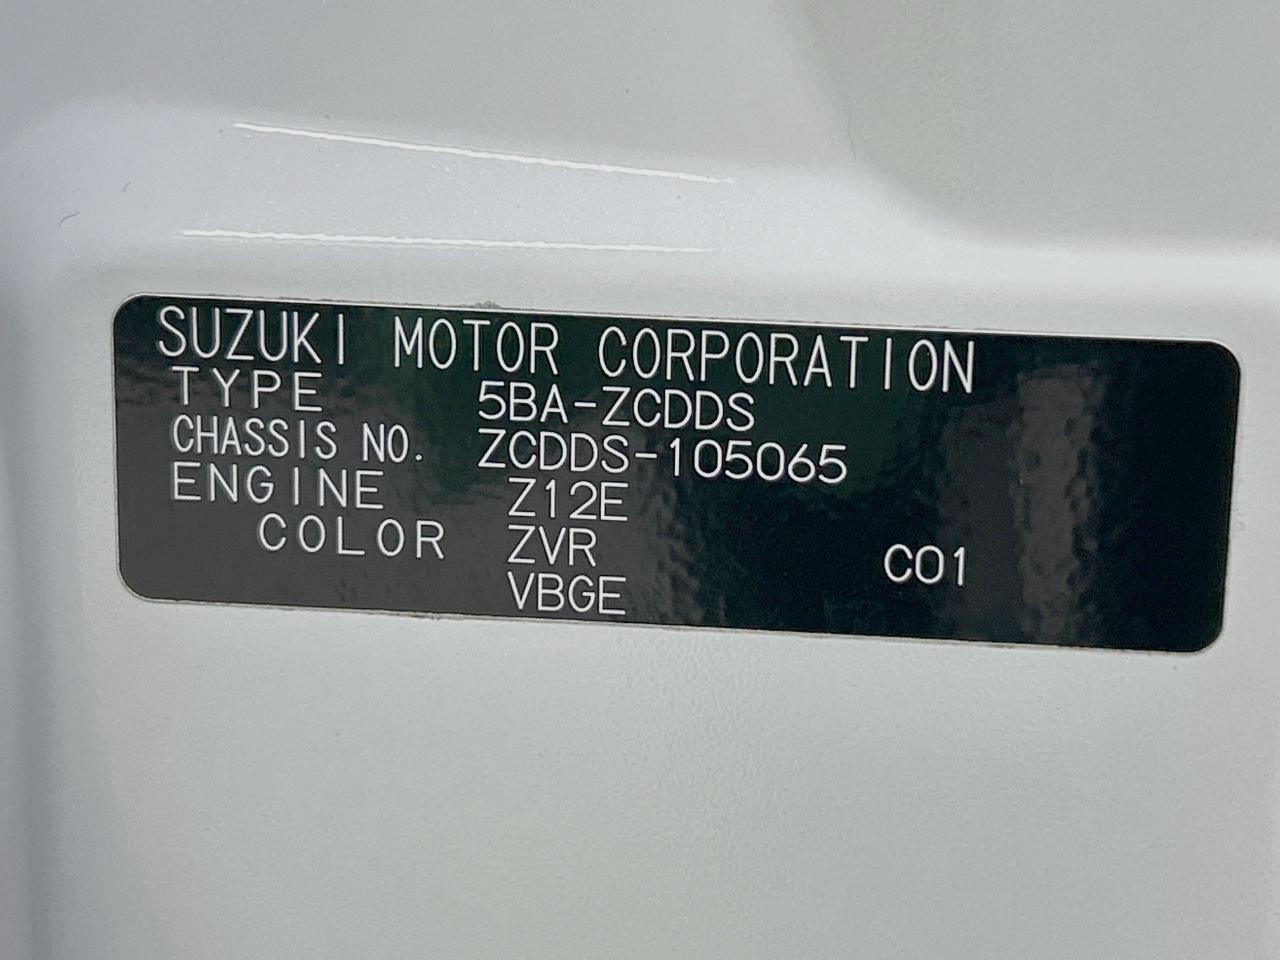 SUZUKI MOTOR CORPORATION
TYPE 5BA-ZCDDS
CHASSIS NO. ZCDDS-105065
ENGINE Z12E
COLOR ZVR C01
VBGE